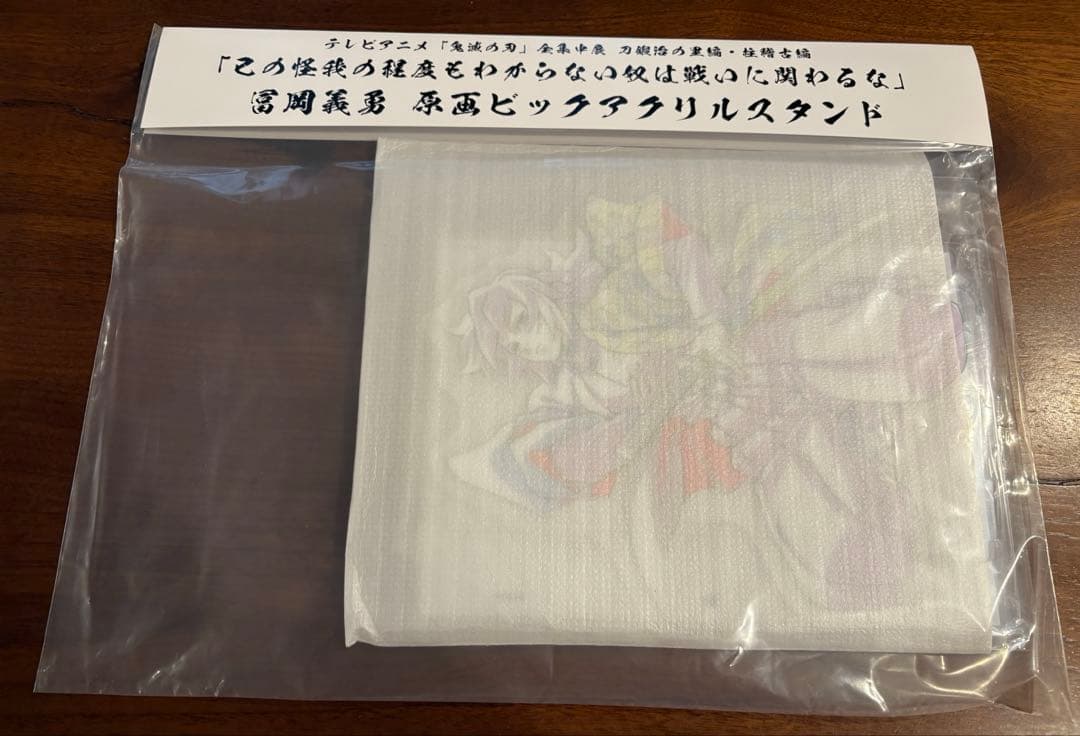 テレビアニメ「鬼滅の刃」全集中展 刀鍛冶の里編・柱稽古編
「己の怪我の程度もわからない奴は戦いに関わるな」
冨岡義勇 原画ビックアクリルスタンド